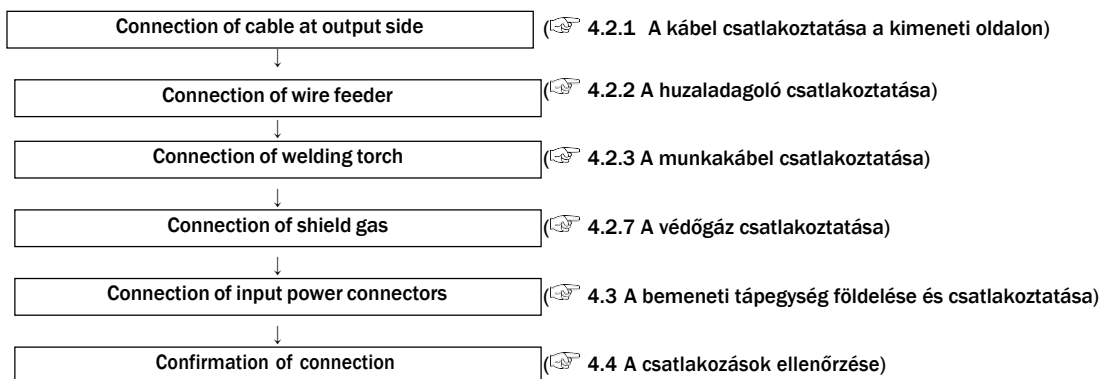 Connection of cable at output side (☞ 4.2.1 A kábel csatlakoztatása a kimeneti oldalon)
↓
Connection of wire feeder (☞ 4.2.2 A huzaladagoló csatlakoztatása)
↓
Connection of welding torch (☞ 4.2.3 A munkakábel csatlakoztatása)
↓
Connection of shield gas (☞ 4.2.7 A védőgáz csatlakoztatása)
↓
Connection of input power connectors (☞ 4.3 A bemeneti tápegység földelése és csatlakoztatása)
↓
Confirmation of connection (☞ 4.4 A csatlakozások ellenőrzése)